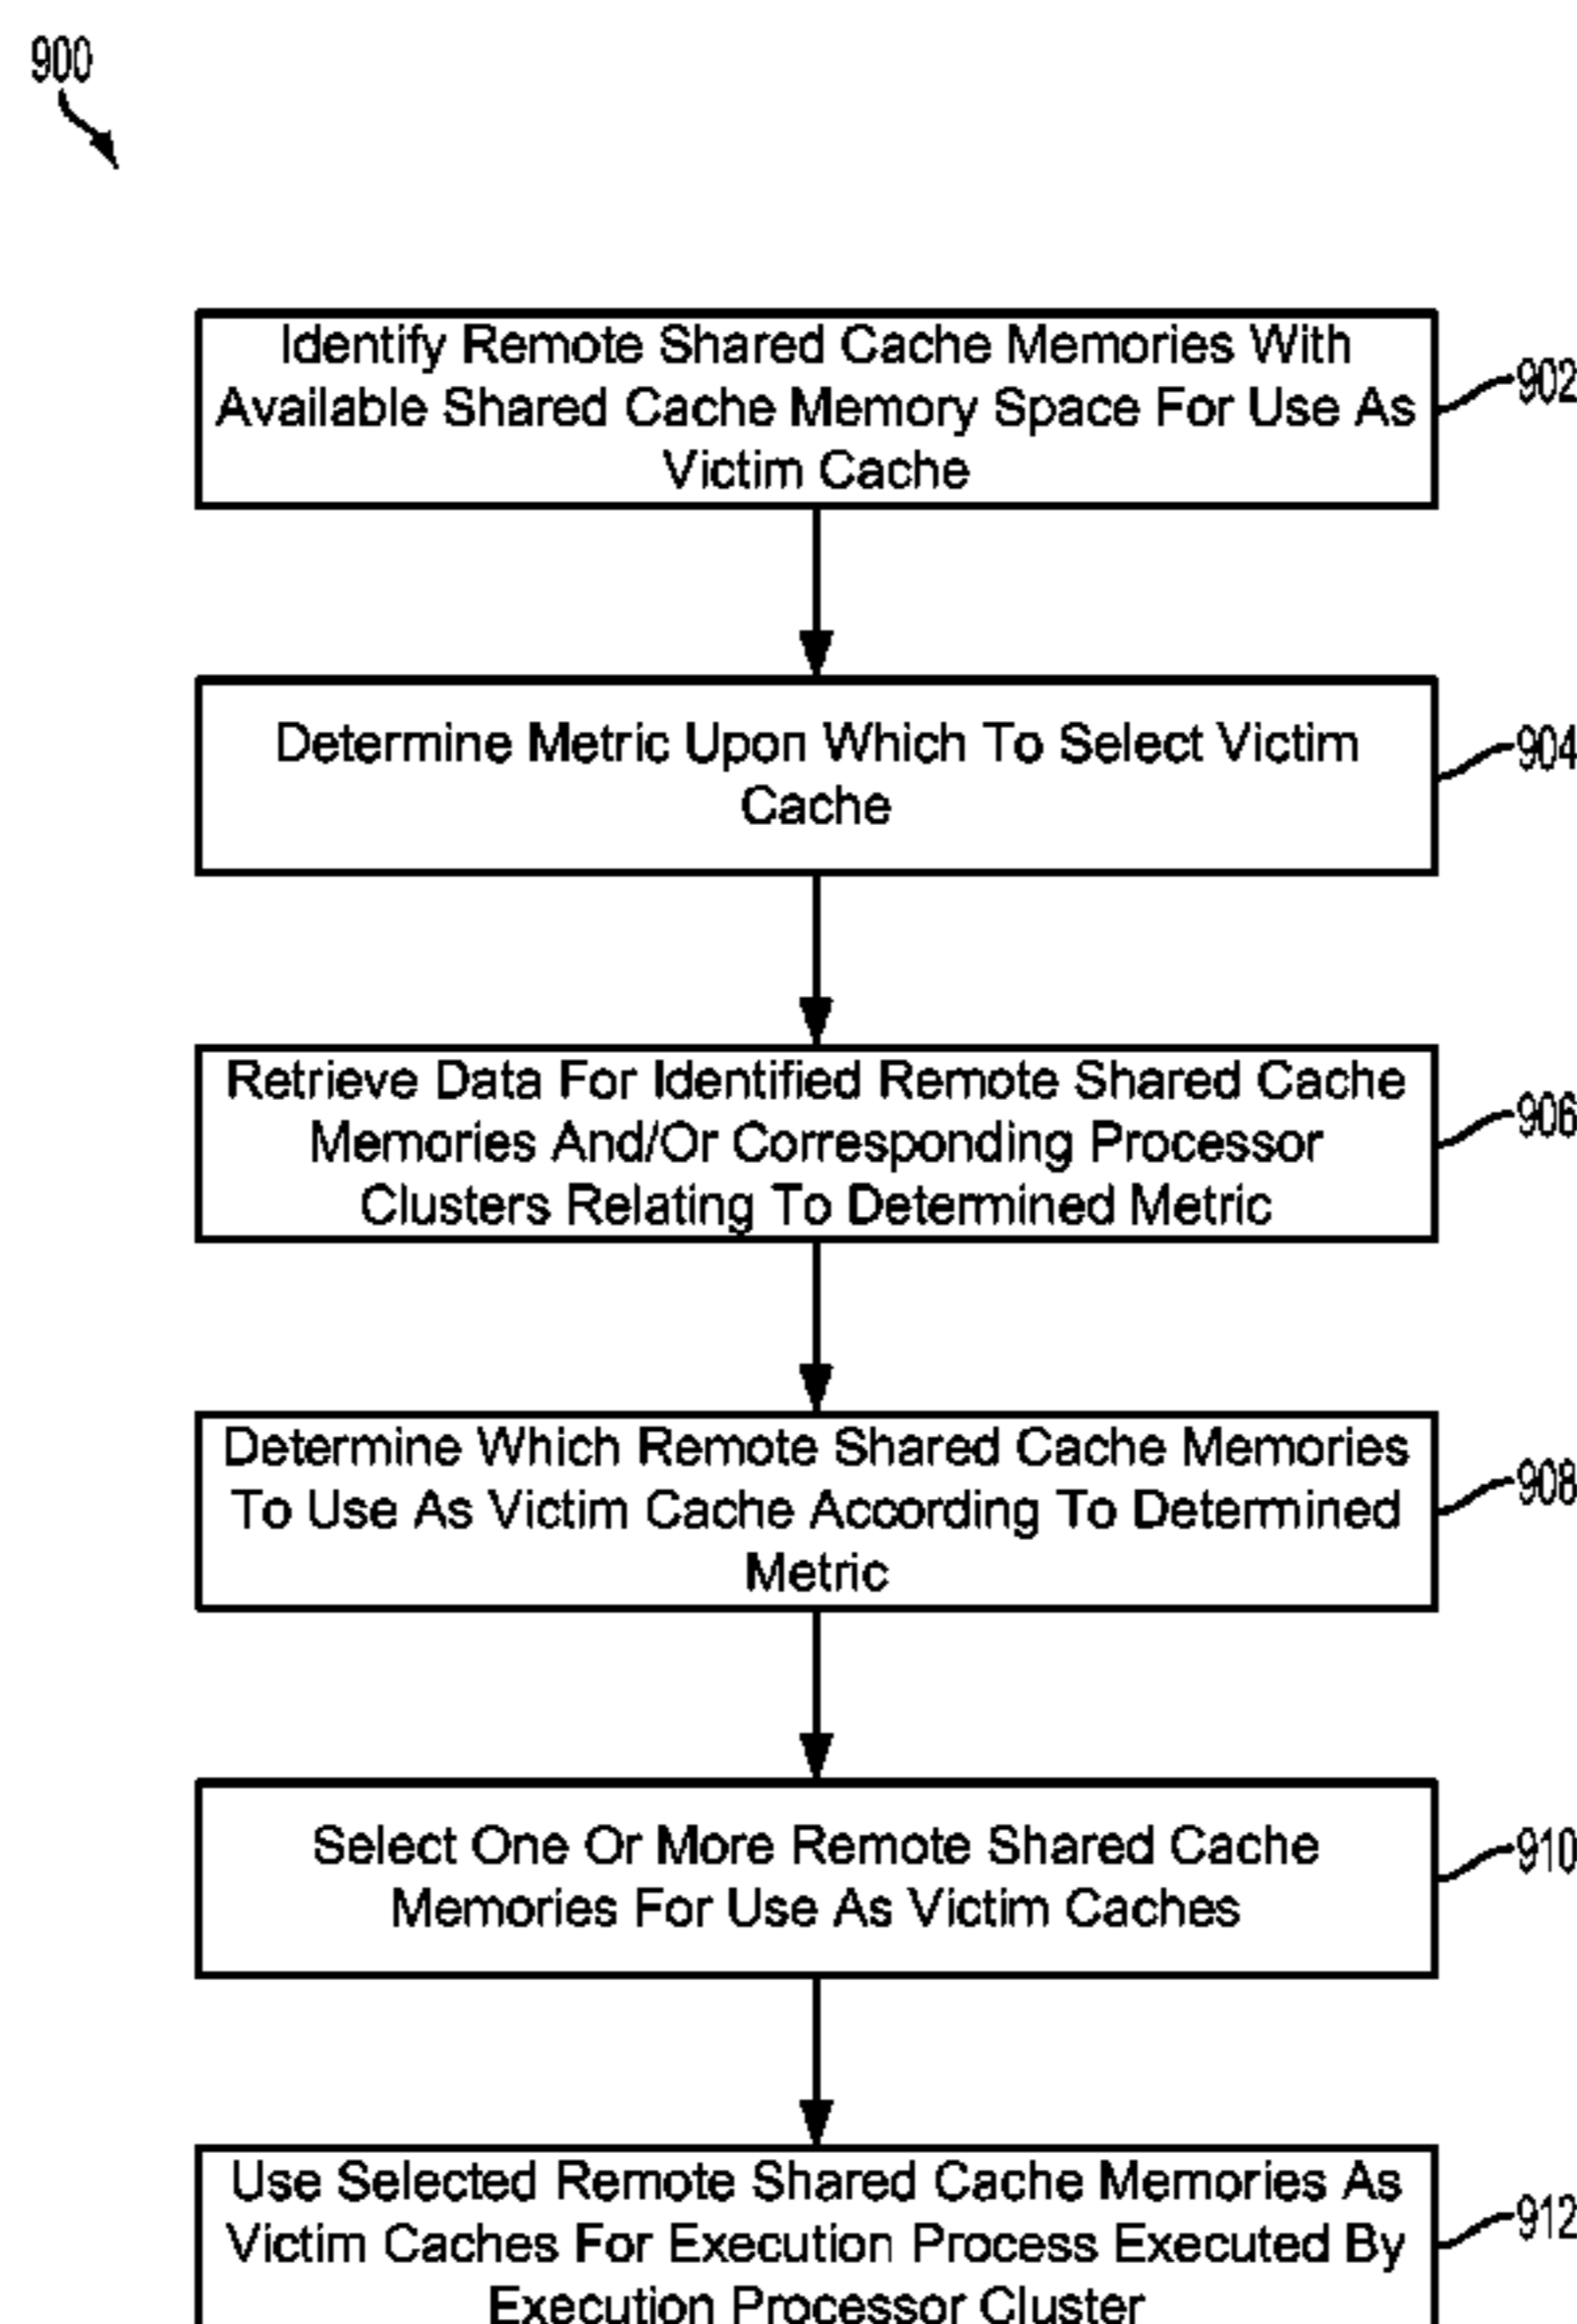 900
Identify Remote Shared Cache Memories With
Available Shared Cache Memory Space For Use As
Victim Cache
902
Determine Metric Upon Which To Select Victim
Cache
904
Retrieve Data For Identified Remote Shared Cache
Memories And/Or Corresponding Processor
Clusters Relating To Determined Metric
906
Determine Which Remote Shared Cache Memories
To Use As Victim Cache According To Determined
Metric
908
Select One Or More Remote Shared Cache
Memories For Use As Victim Caches
910
Use Selected Remote Shared Cache Memories As
Victim Caches For Execution Process Executed By
Execution Processor Cluster
912